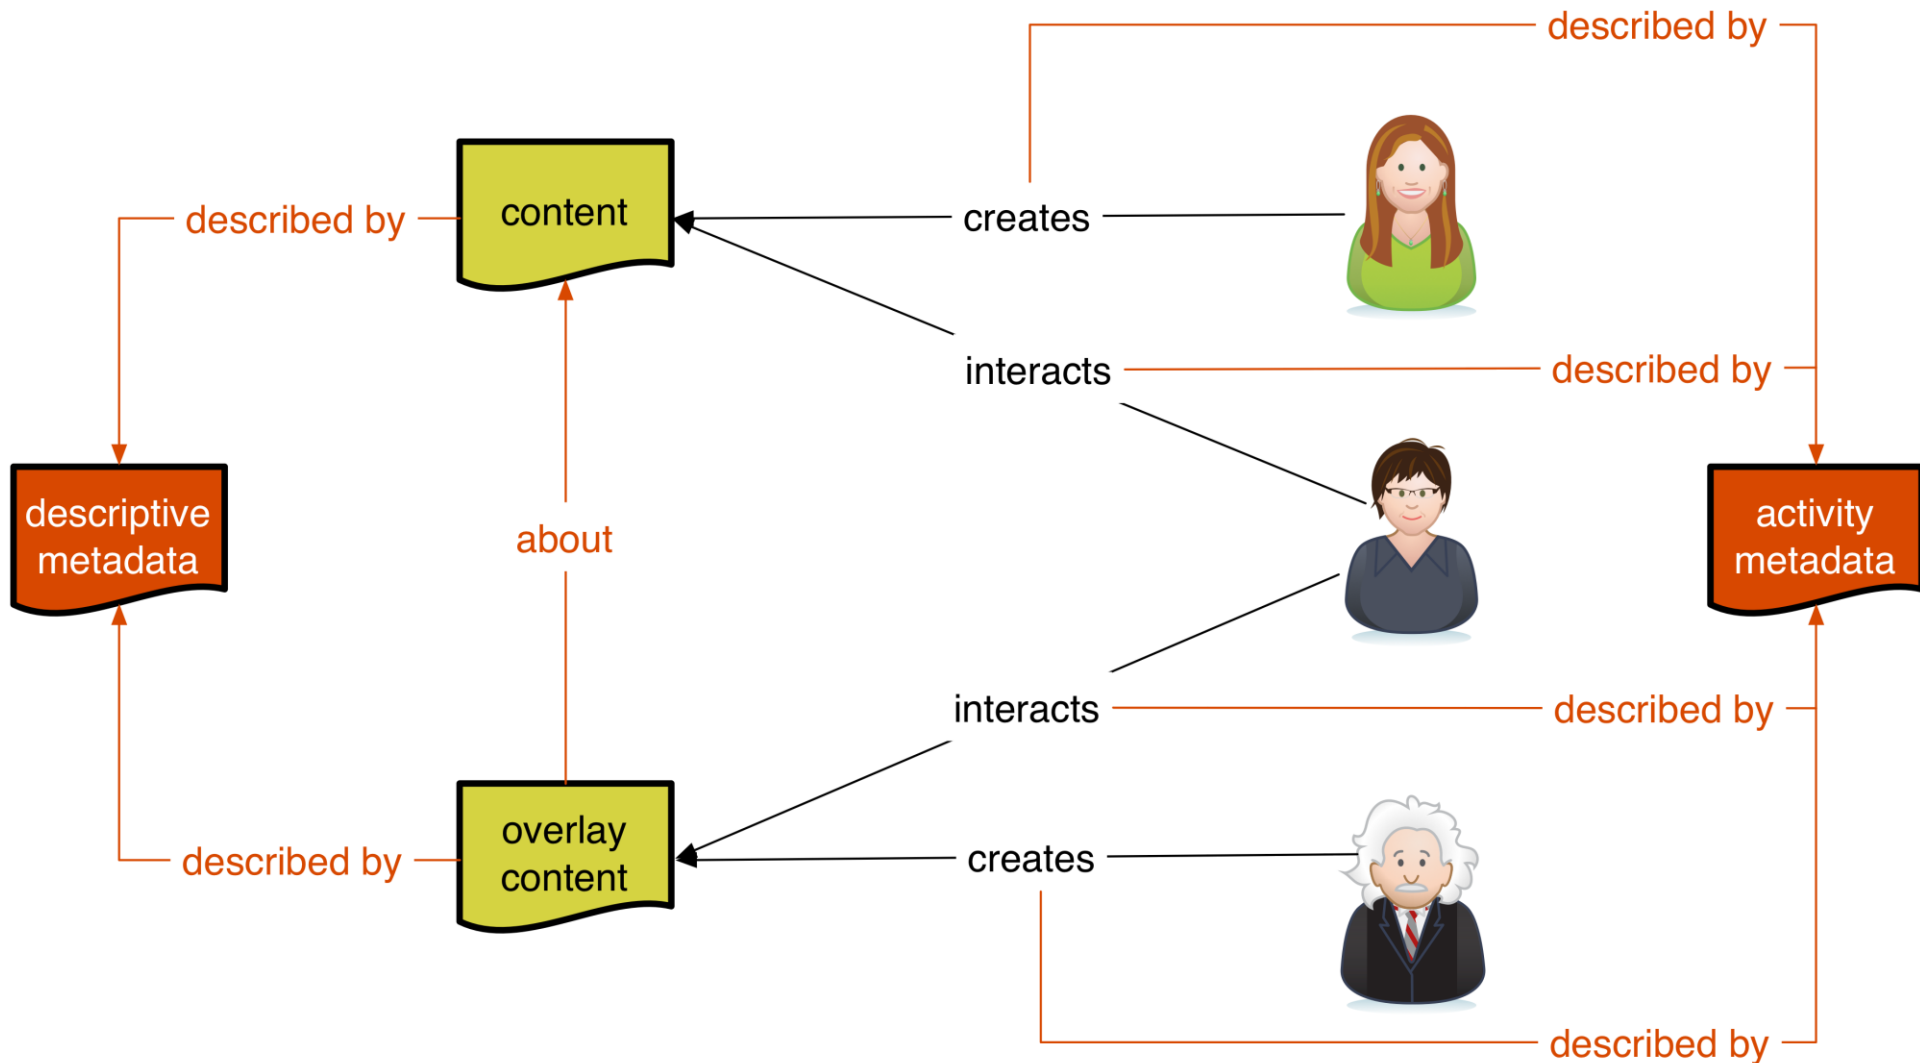 described by
described by
content
creates
interacts
described by
descriptive
metadata
about
activity
metadata
interacts
described by
overlay
content
described by
creates
described by